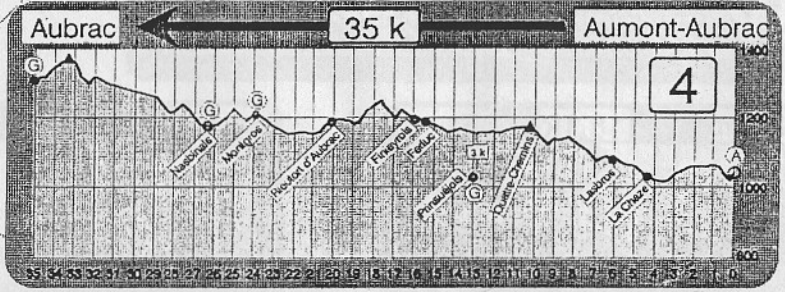 Aubrac
35 k
Aumont-Aubrac
1400
4
G
G
G
1200
A
Nasbinals
Montgros
Rieutort d'Aubrac
Finieyrols
3 k
Prinsuéjols
G
Quatre-Chemins
Lasbros
La Chaze
1000
800
35 34 33 32 31 30 29 28 27 26 25 24 23 22 21 20 19 18 17 16 15 14 13 12 11 10 9 8 7 6 5 4 3 2 1 0